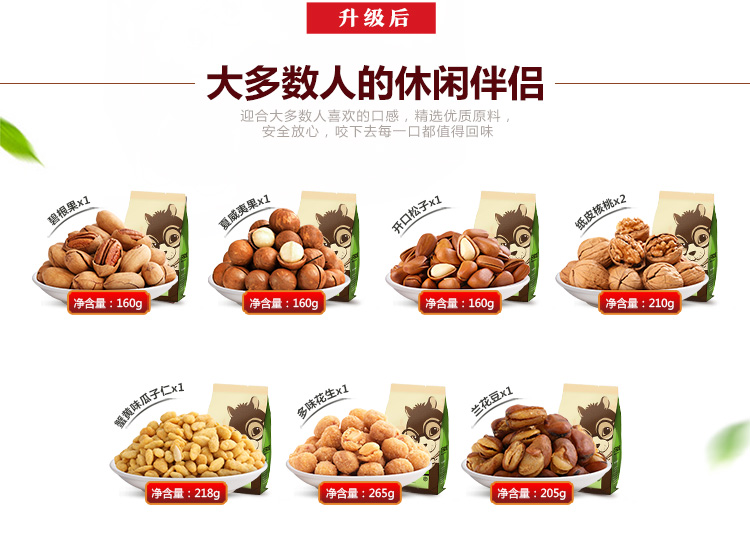 升级后
大多数人的休闲伴侣
迎合大多数人喜欢的口感，精选优质原料，
安全放心，咬下去每一口都值得回味
碧根果x1
夏威夷果x1
开口松子x1
纸皮核桃x2
净含量：160g
净含量：160g
净含量：160g
净含量：210g
蟹黄味瓜子仁x1
多味花生x1
兰花豆x1
净含量：218g
净含量：265g
净含量：205g